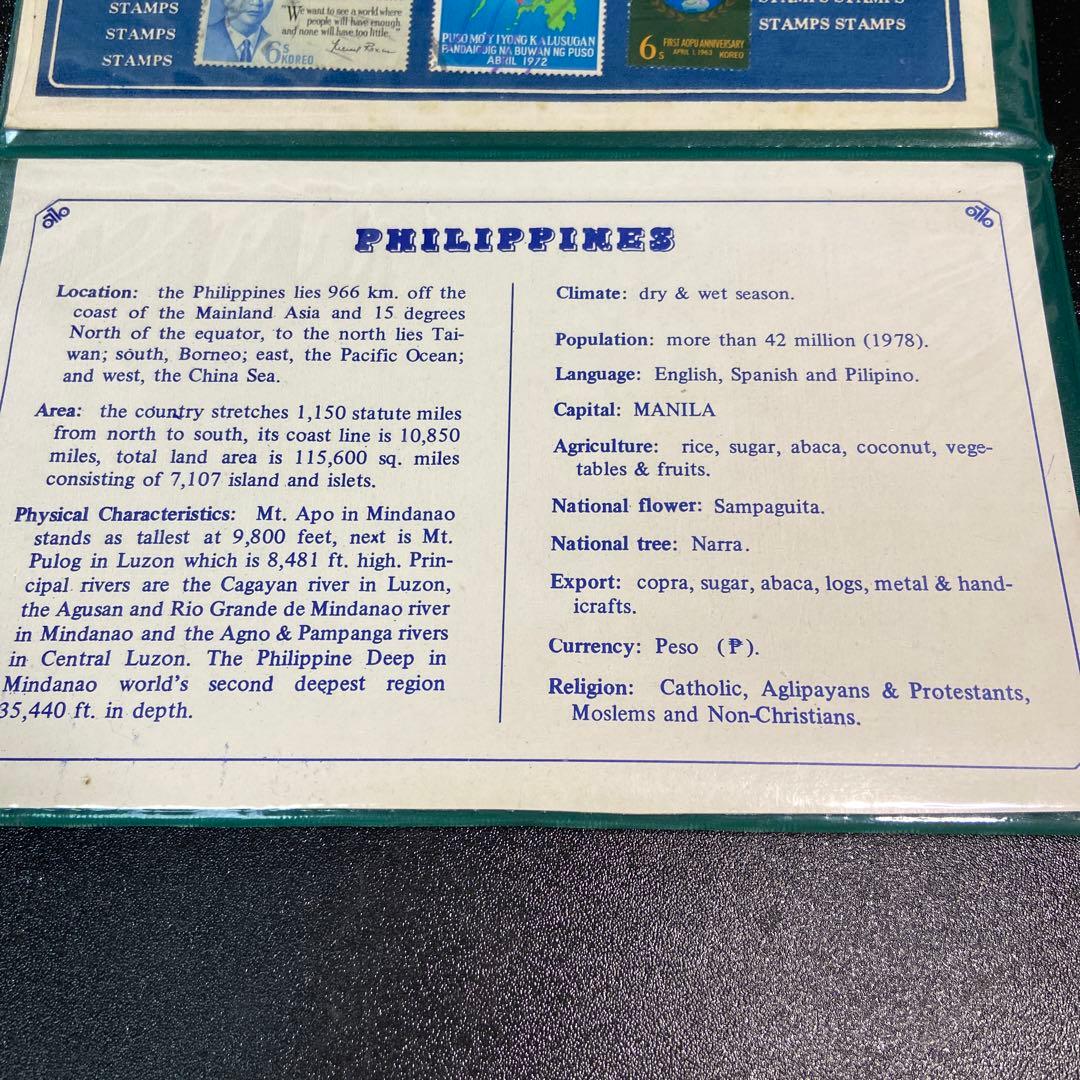 STAMPS
STAMPS
STAMPS
"We want to see a world where
people will have enough
and none will have too little."
6s
KOREO
PUSO MO'Y IYONG KALUSUGAN
PANDAIGDIG NA BUWAN NG PUSO
ABRIL 1972
6s
FIRST AOPU ANNIVERSARY
APRIL 1, 1963 KOREO
STAMPS STAMPS
STAMPS STAMPS
PHILIPPINES
Location: the Philippines lies 966 km. off the
coast of the Mainland Asia and 15 degrees
North of the equator, to the north lies Tai-
wan; south, Borneo; east, the Pacific Ocean;
and west, the China Sea.
Area: the country stretches 1,150 statute miles
from north to south, its coast line is 10,850
miles, total land area is 115,600 sq. miles
consisting of 7,107 island and islets.
Physical Characteristics: Mt. Apo in Mindanao
stands as tallest at 9,800 feet, next is Mt.
Pulog in Luzon which is 8,481 ft. high. Prin-
cipal rivers are the Cagayan river in Luzon,
the Agusan and Rio Grande de Mindanao river
in Mindanao and the Agno & Pampanga rivers
in Central Luzon. The Philippine Deep in
Mindanao world's second deepest region
35,440 ft. in depth.
Climate: dry & wet season.
Population: more than 42 million (1978).
Language: English, Spanish and Pilipino.
Capital: MANILA
Agriculture: rice, sugar, abaca, coconut, vege-
tables & fruits.
National flower: Sampaguita.
National tree: Narra.
Export: copra, sugar, abaca, logs, metal & hand-
icrafts.
Currency: Peso (₱).
Religion: Catholic, Aglipayans & Protestants,
Moslems and Non-Christians.